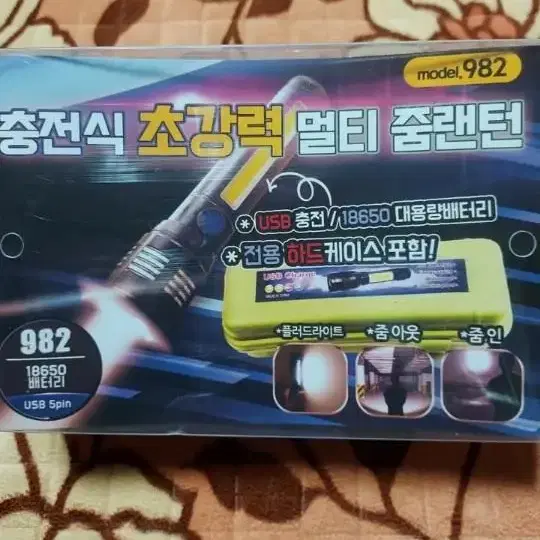 model.982
충전식 초강력 멀티 줌랜턴
* USB 충전 / 18650 대용량배터리
* 전용 하드케이스 포함!
USB Charge
*플러드라이트
*줌 아웃
*줌 인
982
18650
배터리
USB 5pin